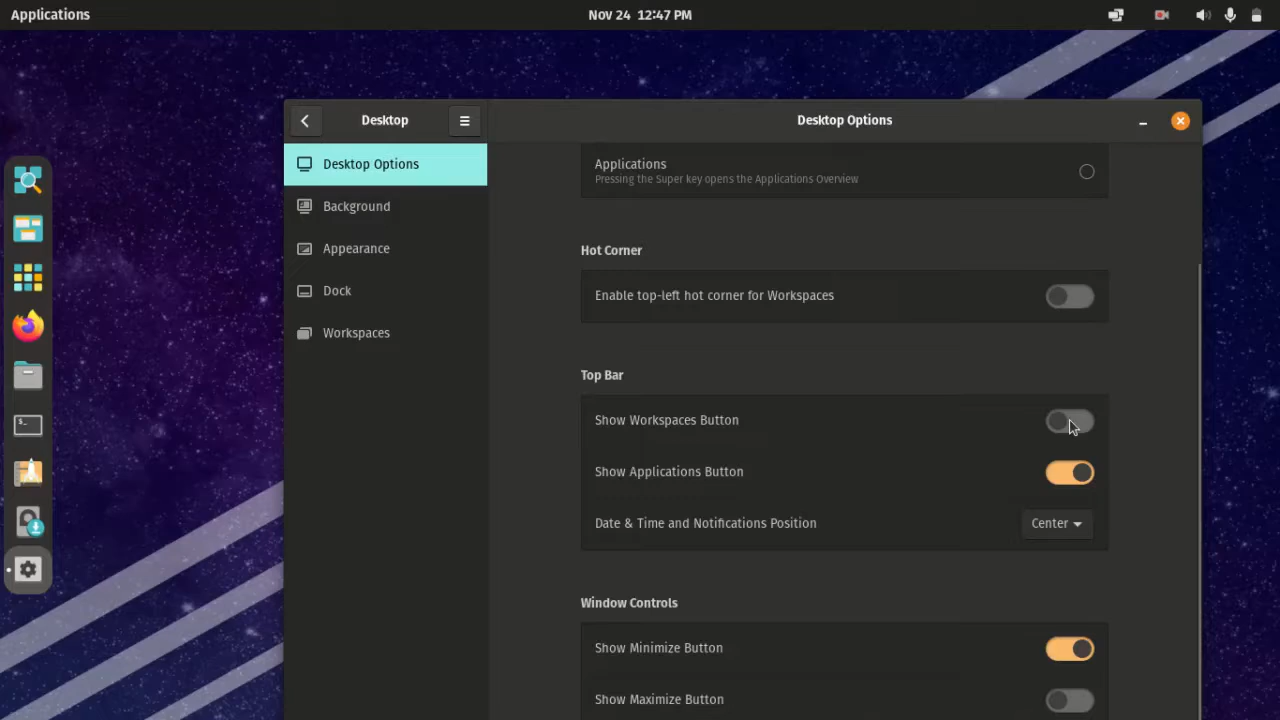 Applications
Nov 24 12:47 PM
Desktop
Desktop Options
Desktop Options
Background
Appearance
Dock
Workspaces
Applications
Pressing the Super key opens the Applications Overview
Hot Corner
Enable top-left hot corner for Workspaces
Top Bar
Show Workspaces Button
Show Applications Button
Date & Time and Notifications Position
Center
Window Controls
Show Minimize Button
Show Maximize Button